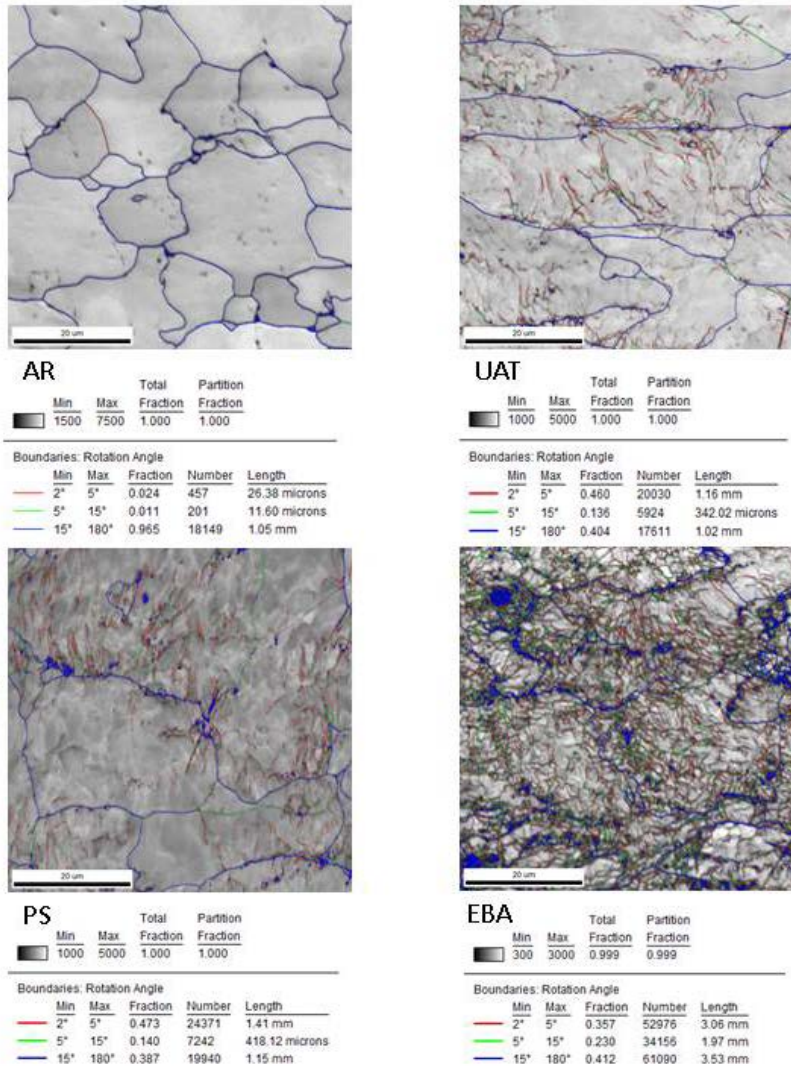 20 um
20 um
AR
Total Partition
Min Max Fraction Fraction
1500 7500 1.000 1.000
Boundaries: Rotation Angle
Min Max Fraction Number Length
2° 5° 0.024 457 26.38 microns
5° 15° 0.011 201 11.60 microns
15° 180° 0.965 18149 1.05 mm
UAT
Total Partition
Min Max Fraction Fraction
1000 5000 1.000 1.000
Boundaries: Rotation Angle
Min Max Fraction Number Length
2° 5° 0.460 20030 1.16 mm
5° 15° 0.136 5924 342.02 microns
15° 180° 0.404 17611 1.02 mm
20 um
20 um
PS
Total Partition
Min Max Fraction Fraction
1000 5000 1.000 1.000
Boundaries: Rotation Angle
Min Max Fraction Number Length
2° 5° 0.473 24371 1.41 mm
5° 15° 0.140 7242 418.12 microns
15° 180° 0.387 19940 1.15 mm
EBA
Total Partition
Min Max Fraction Fraction
300 3000 0.999 0.999
Boundaries: Rotation Angle
Min Max Fraction Number Length
2° 5° 0.357 52976 3.06 mm
5° 15° 0.230 34156 1.97 mm
15° 180° 0.412 61090 3.53 mm